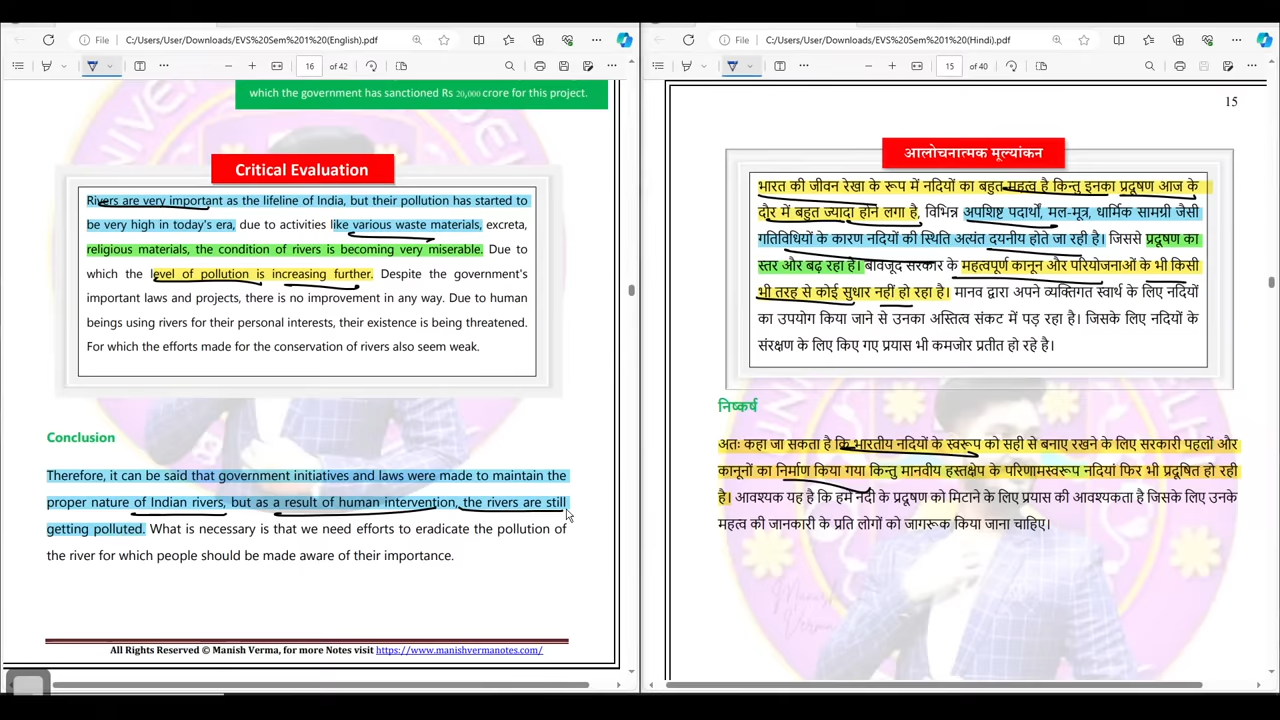 File C:/Users/User/Downloads/EVS%20Sem%201%20(English).pdf
16 of 42
which the government has sanctioned Rs 20,000 crore for this project.
Critical Evaluation
Rivers are very important as the lifeline of India, but their pollution has started to
be very high in today's era, due to activities like various waste materials, excreta,
religious materials, the condition of rivers is becoming very miserable. Due to
which the level of pollution is increasing further. Despite the government's
important laws and projects, there is no improvement in any way. Due to human
beings using rivers for their personal interests, their existence is being threatened.
For which the efforts made for the conservation of rivers also seem weak.
Conclusion
Therefore, it can be said that government initiatives and laws were made to maintain the
proper nature of Indian rivers, but as a result of human intervention, the rivers are still
getting polluted. What is necessary is that we need efforts to eradicate the pollution of
the river for which people should be made aware of their importance.
All Rights Reserved © Manish Verma, for more Notes visit https://www.manishvermanotes.com/
File C:/Users/User/Downloads/EVS%20Sem%201%20(Hindi).pdf
15 of 40
15
आलोचनात्मक मूल्यांकन
भारत की जीवन रेखा के रूप में नदियों का बहुत महत्व है किन्तु इनका प्रदूषण आज के
दौर में बहुत ज्यादा होने लगा है, विभिन्न अपशिष्ट पदार्थों, मल-मूत्र, धार्मिक सामग्री जैसी
गतिविधियों के कारण नदियों की स्थिति अत्यंत दयनीय होते जा रही है। जिससे प्रदूषण का
स्तर और बढ़ रहा है। बावजूद सरकार के महत्वपूर्ण कानून और परियोजनाओं के भी किसी
भी तरह से कोई सुधार नहीं हो रहा है। मानव द्वारा अपने व्यक्तिगत स्वार्थ के लिए नदियों
का उपयोग किया जाने से उनका अस्तित्व संकट में पड़ रहा है। जिसके लिए नदियों के
संरक्षण के लिए किए गए प्रयास भी कमजोर प्रतीत हो रहे है।
निष्कर्ष
अतः कहा जा सकता है कि भारतीय नदियों के स्वरूप को सही से बनाए रखने के लिए सरकारी पहलों और
कानूनों का निर्माण किया गया किन्तु मानवीय हस्तक्षेप के परिणामस्वरूप नदियां फिर भी प्रदूषित हो रही
है। आवश्यक यह है कि हमें नदी के प्रदूषण को मिटाने के लिए प्रयास की आवश्यकता है जिसके लिए उनके
महत्व की जानकारी के प्रति लोगों को जागरूक किया जाना चाहिए।
Manish
Verma